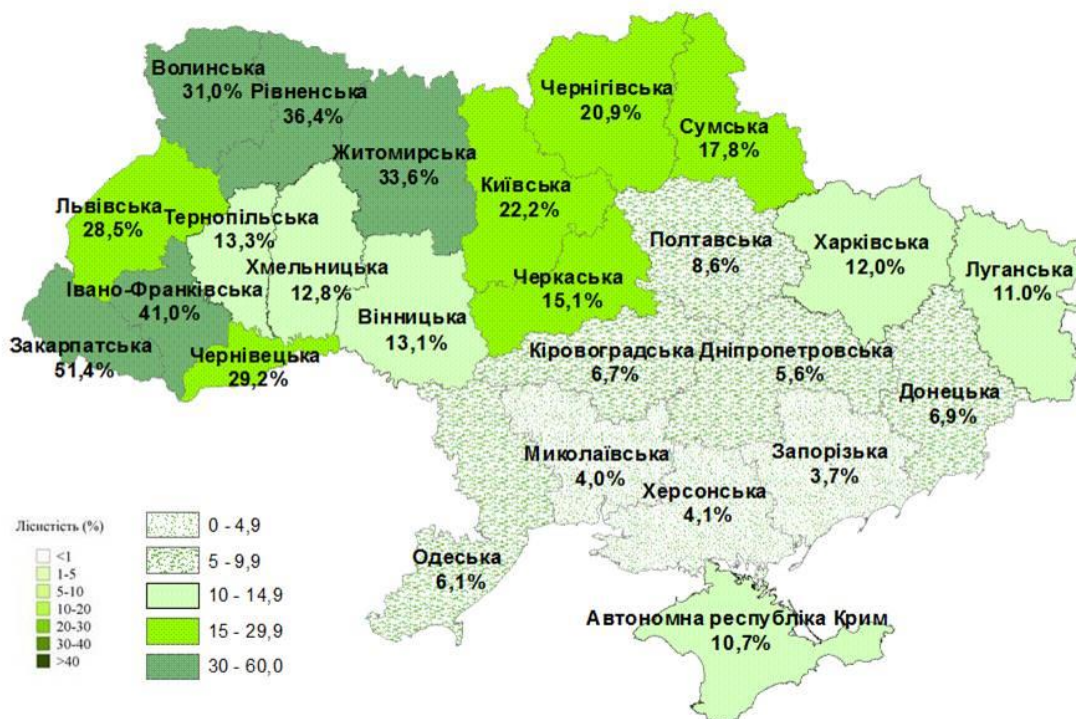 Волинська
31,0%
Рівненська
36,4%
Житомирська
33,6%
Чернігівська
20,9%
Сумська
17,8%
Київська
22,2%
Львівська
28,5%
Тернопільська
13,3%
Хмельницька
12,8%
Івано-Франківська
41,0%
Закарпатська
51,4%
Чернівецька
29,2%
Вінницька
13,1%
Черкаська
15,1%
Полтавська
8,6%
Харківська
12,0%
Луганська
11.0%
Кіровоградська
6,7%
Дніпропетровська
5,6%
Донецька
6,9%
Миколаївська
4,0%
Запорізька
3,7%
Херсонська
4,1%
Одеська
6,1%
Автономна республіка Крим
10,7%
Лісистість (%)
<1
1-5
5-10
10-20
20-30
30-40
>40
0 - 4,9
5 - 9,9
10 - 14,9
15 - 29,9
30 - 60,0